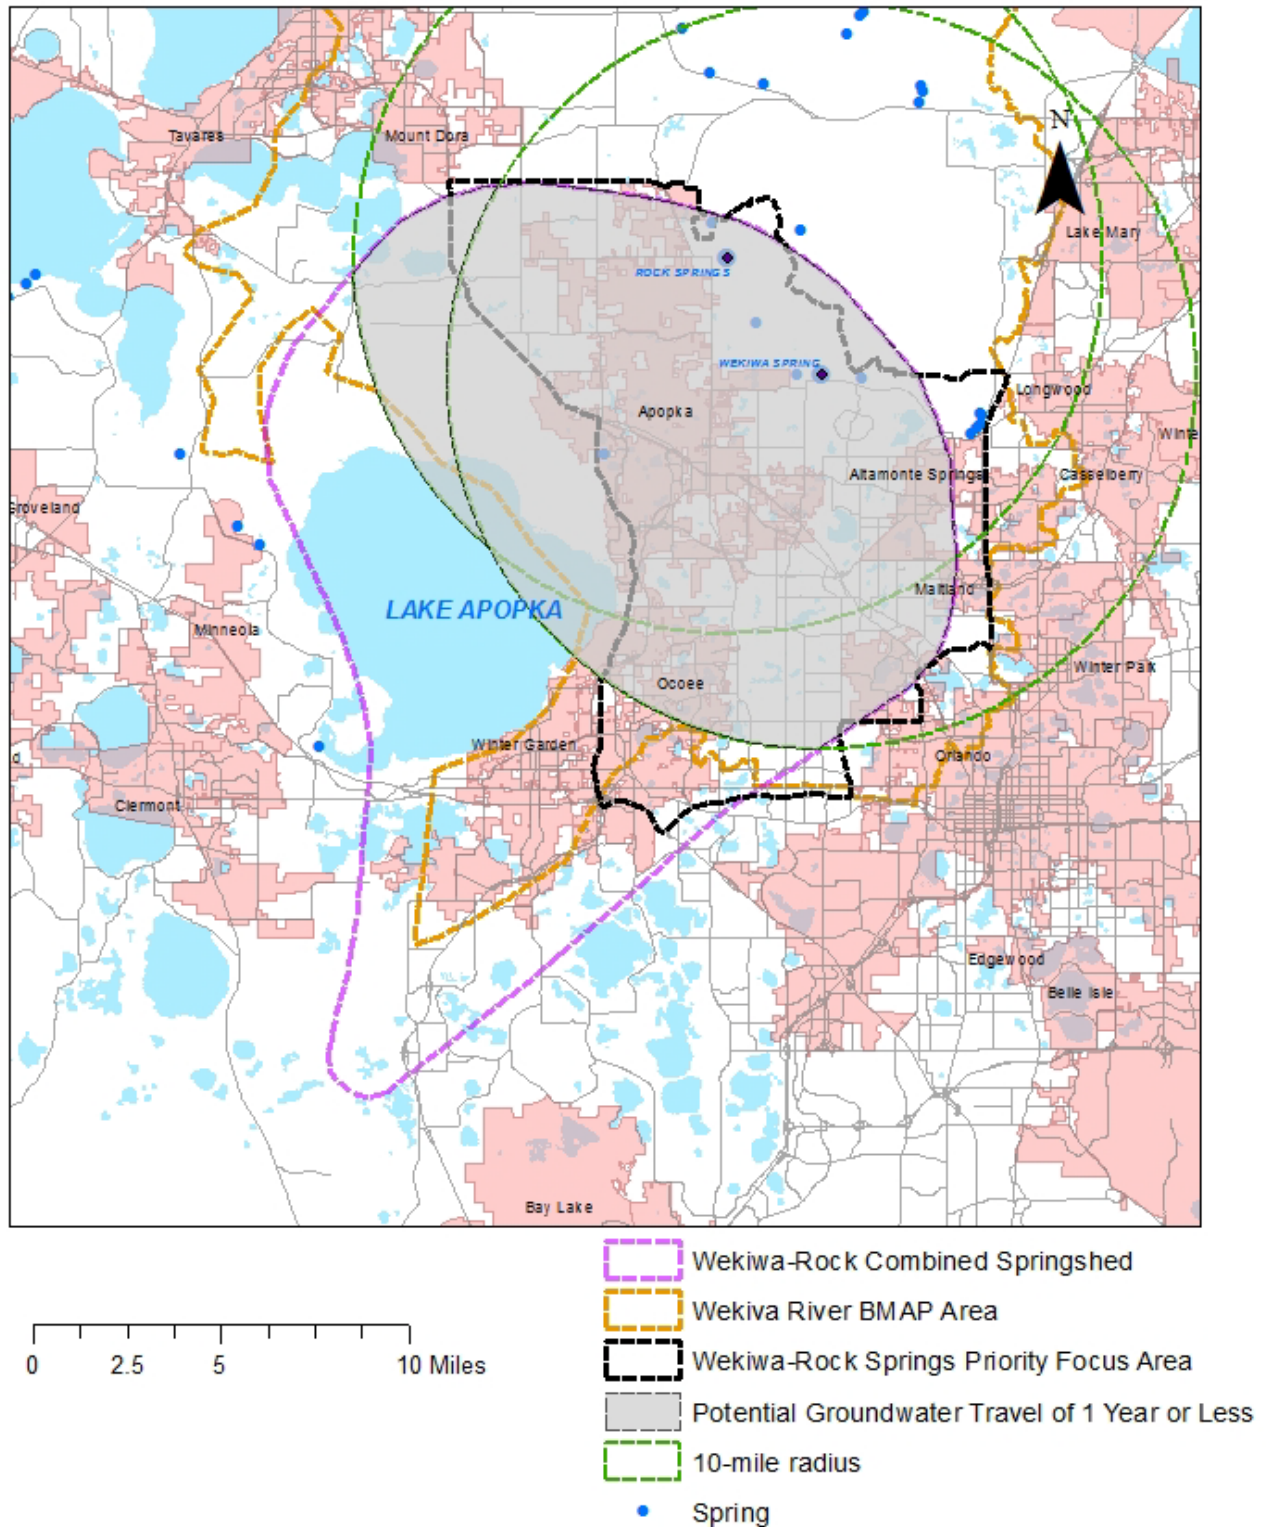 N
Tavares
Mount Dora
Lake Mary
ROCK SPRINGS
WEKIWA SPRING
Longwood
Apopka
Winte
Altamonte Springs
Casselberry
Groveland
Maitland
LAKE APOPKA
Minneola
Winter Park
Ocoee
Winter Garden
Orlando
d
Clermont
Edgewood
Belle Isle
Bay Lake
Wekiwa-Rock Combined Springshed
Wekiva River BMAP Area
Wekiwa-Rock Springs Priority Focus Area
Potential Groundwater Travel of 1 Year or Less
10-mile radius
Spring
0 2.5 5 10 Miles